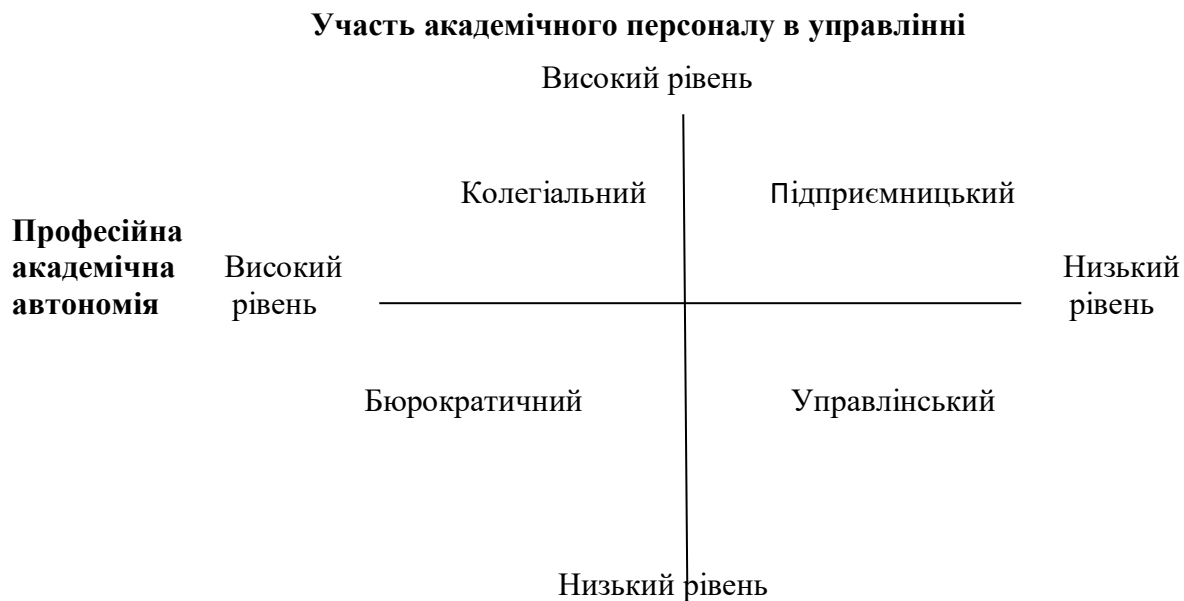 Участь академічного персоналу в управлінні
Високий рівень
Колегіальний Підприємницький
Професійна
академічна Високий Низький
автономія рівень рівень
Бюрократичний Управлінський
Низький рівень